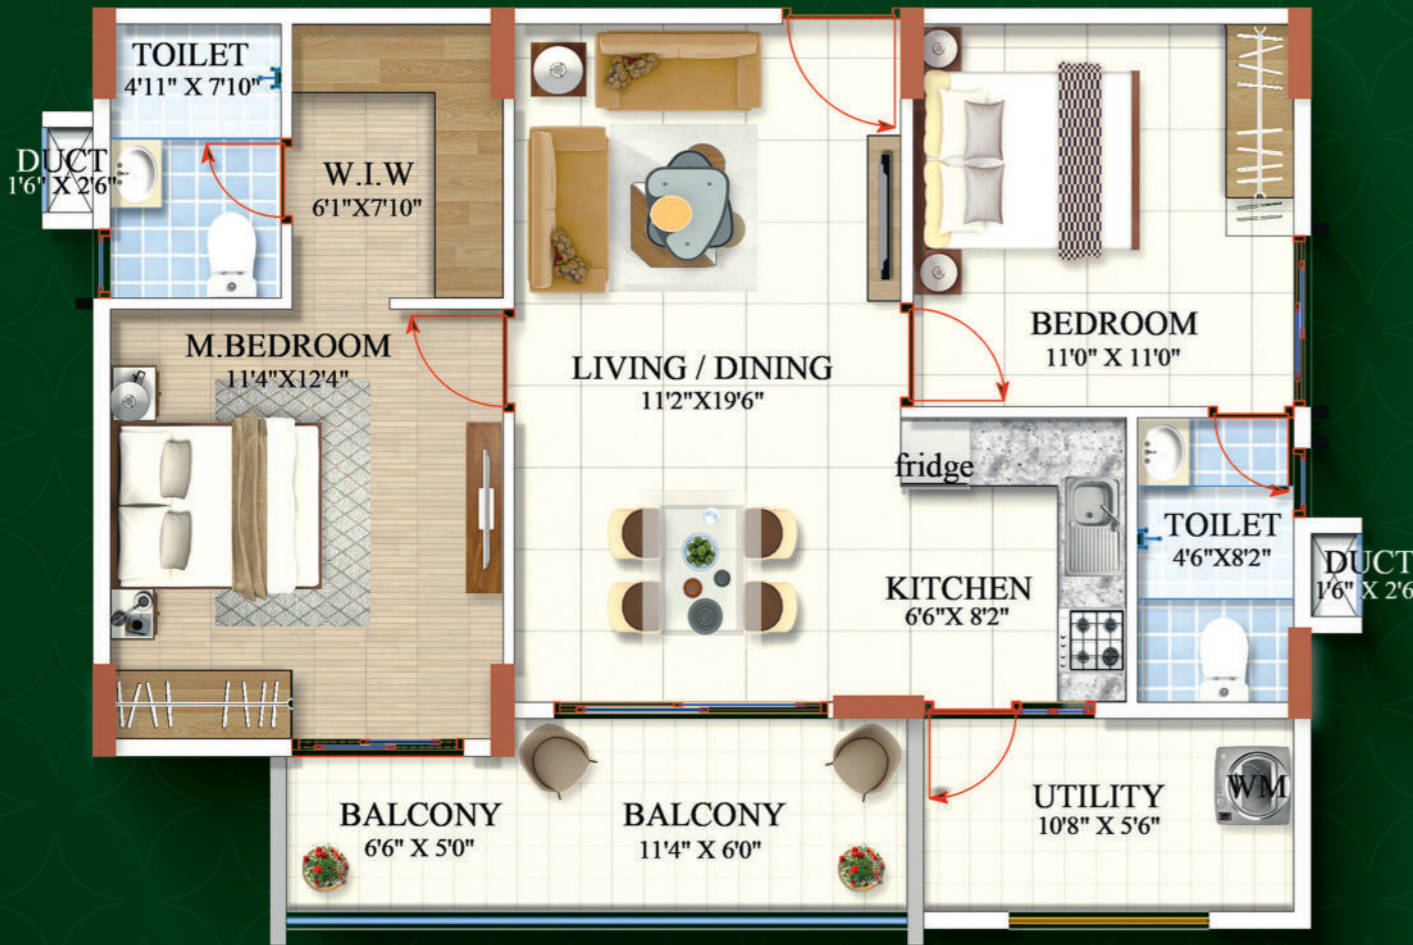 TOILET
4'11" X 7'10"
DUCT
1'6" X 2'6"
W.I.W
6'1"X7'10"
M.BEDROOM
11'4"X12'4"
LIVING / DINING
11'2"X19'6"
BEDROOM
11'0" X 11'0"
fridge
KITCHEN
6'6"X 8'2"
TOILET
4'6"X8'2"
DUCT
1'6" X 2'6
BALCONY
6'6" X 5'0"
BALCONY
11'4" X 6'0"
UTILITY
10'8" X 5'6"
WM